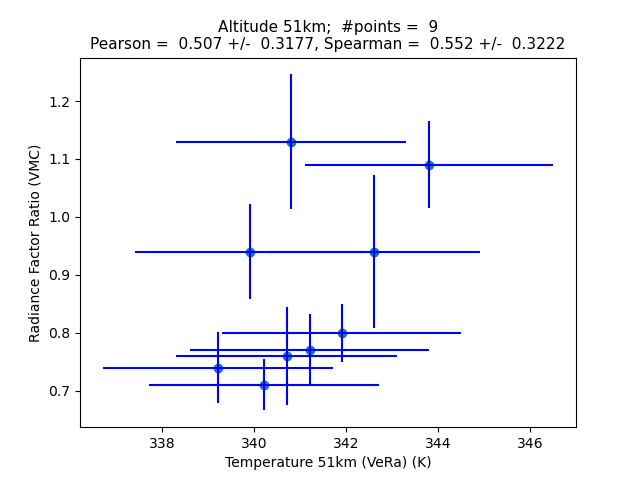 Altitude 51km;  #points =  9
Pearson =  0.507 +/-  0.3177, Spearman =  0.552 +/-  0.3222
Radiance Factor Ratio (VMC)
1.2
1.1
1.0
0.9
0.8
0.7
338 340 342 344 346
Temperature 51km (VeRa) (K)